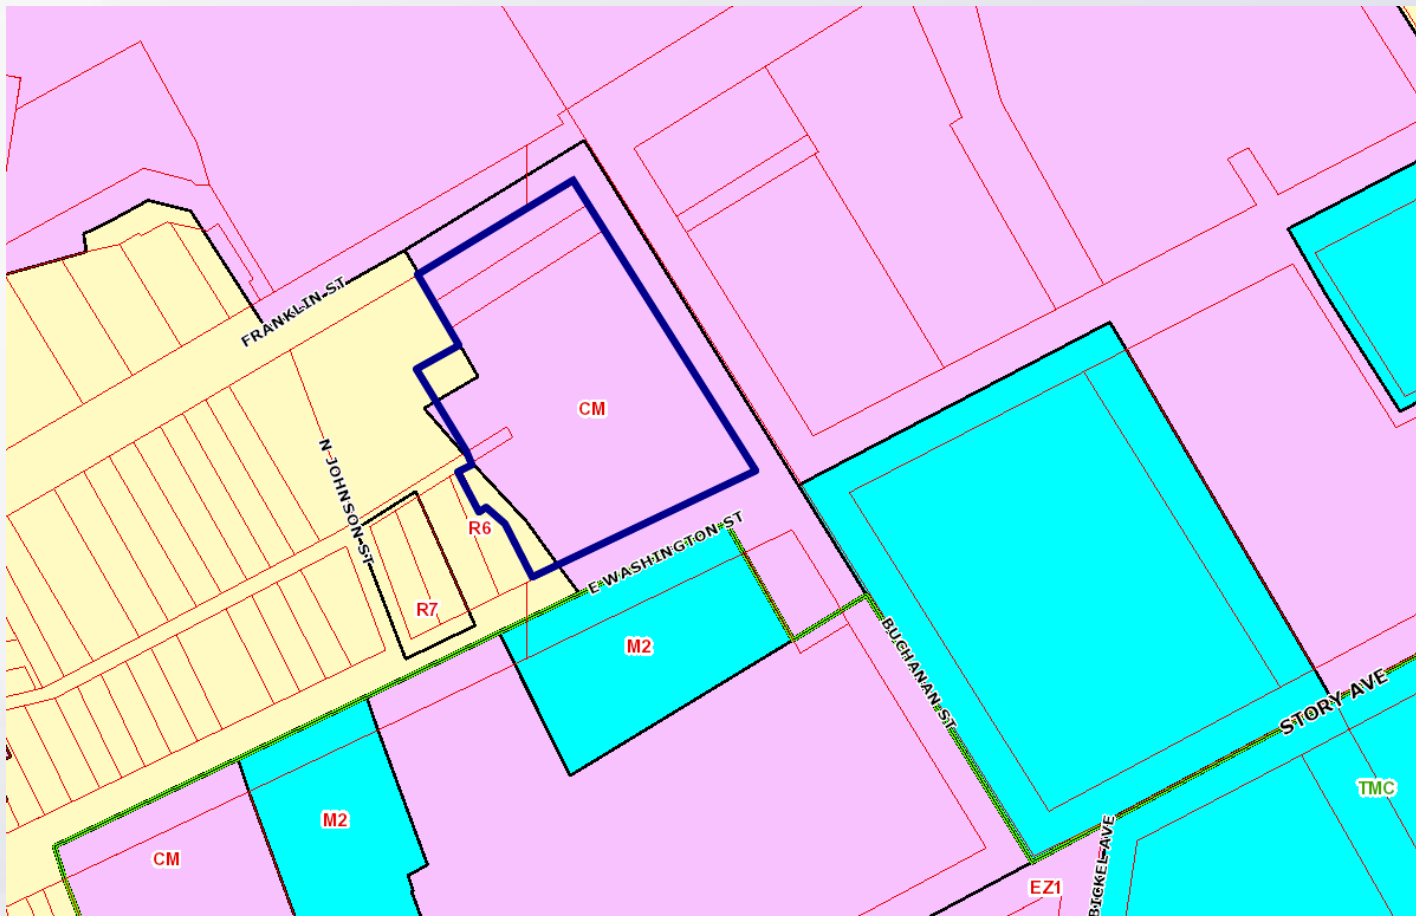 FRANKLIN ST
CM
N JOHNSON ST
R6
E WASHINGTON ST
R7
M2
BUCHANAN ST
STORY AVE
TMC
M2
CM
BICKEL AVE
EZ1